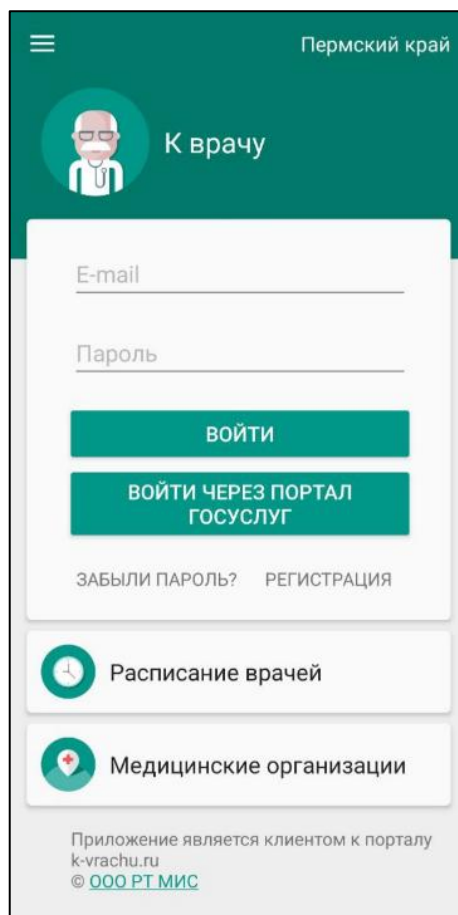 Пермский край
К врачу
E-mail
Пароль
ВОЙТИ
ВОЙТИ ЧЕРЕЗ ПОРТАЛ
ГОСУСЛУГ
ЗАБЫЛИ ПАРОЛЬ? РЕГИСТРАЦИЯ
Расписание врачей
Медицинские организации
Приложение является клиентом к порталу
k-vrachu.ru
© ООО РТ МИС